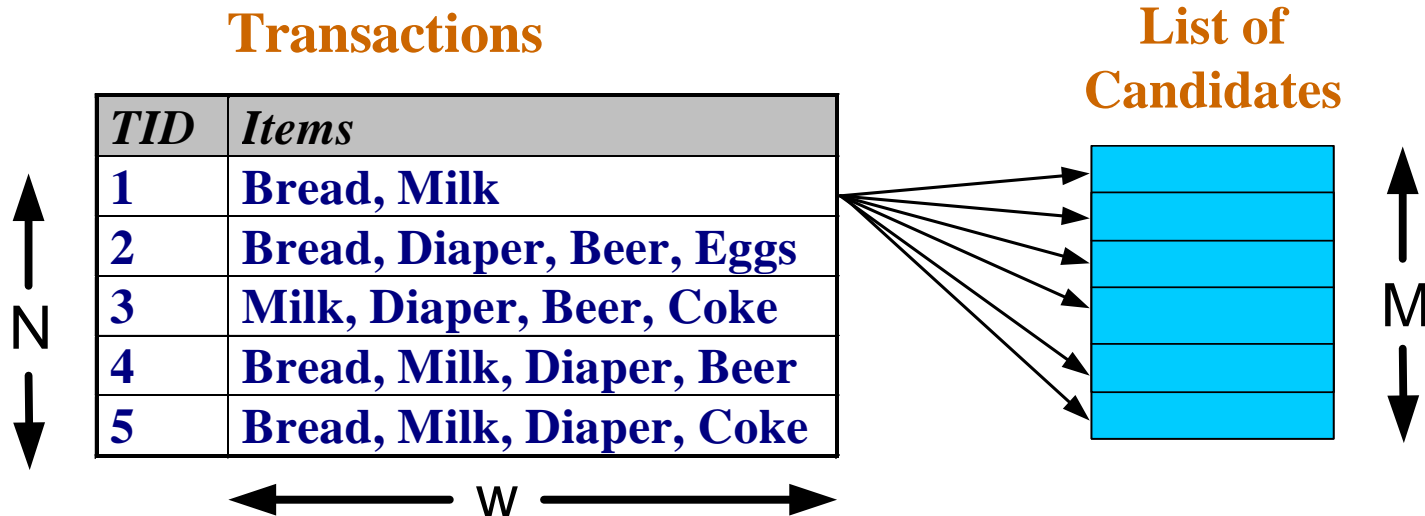 Transactions
List of
Candidates
TID Items
1 Bread, Milk
2 Bread, Diaper, Beer, Eggs
3 Milk, Diaper, Beer, Coke
4 Bread, Milk, Diaper, Beer
5 Bread, Milk, Diaper, Coke
N
M
w